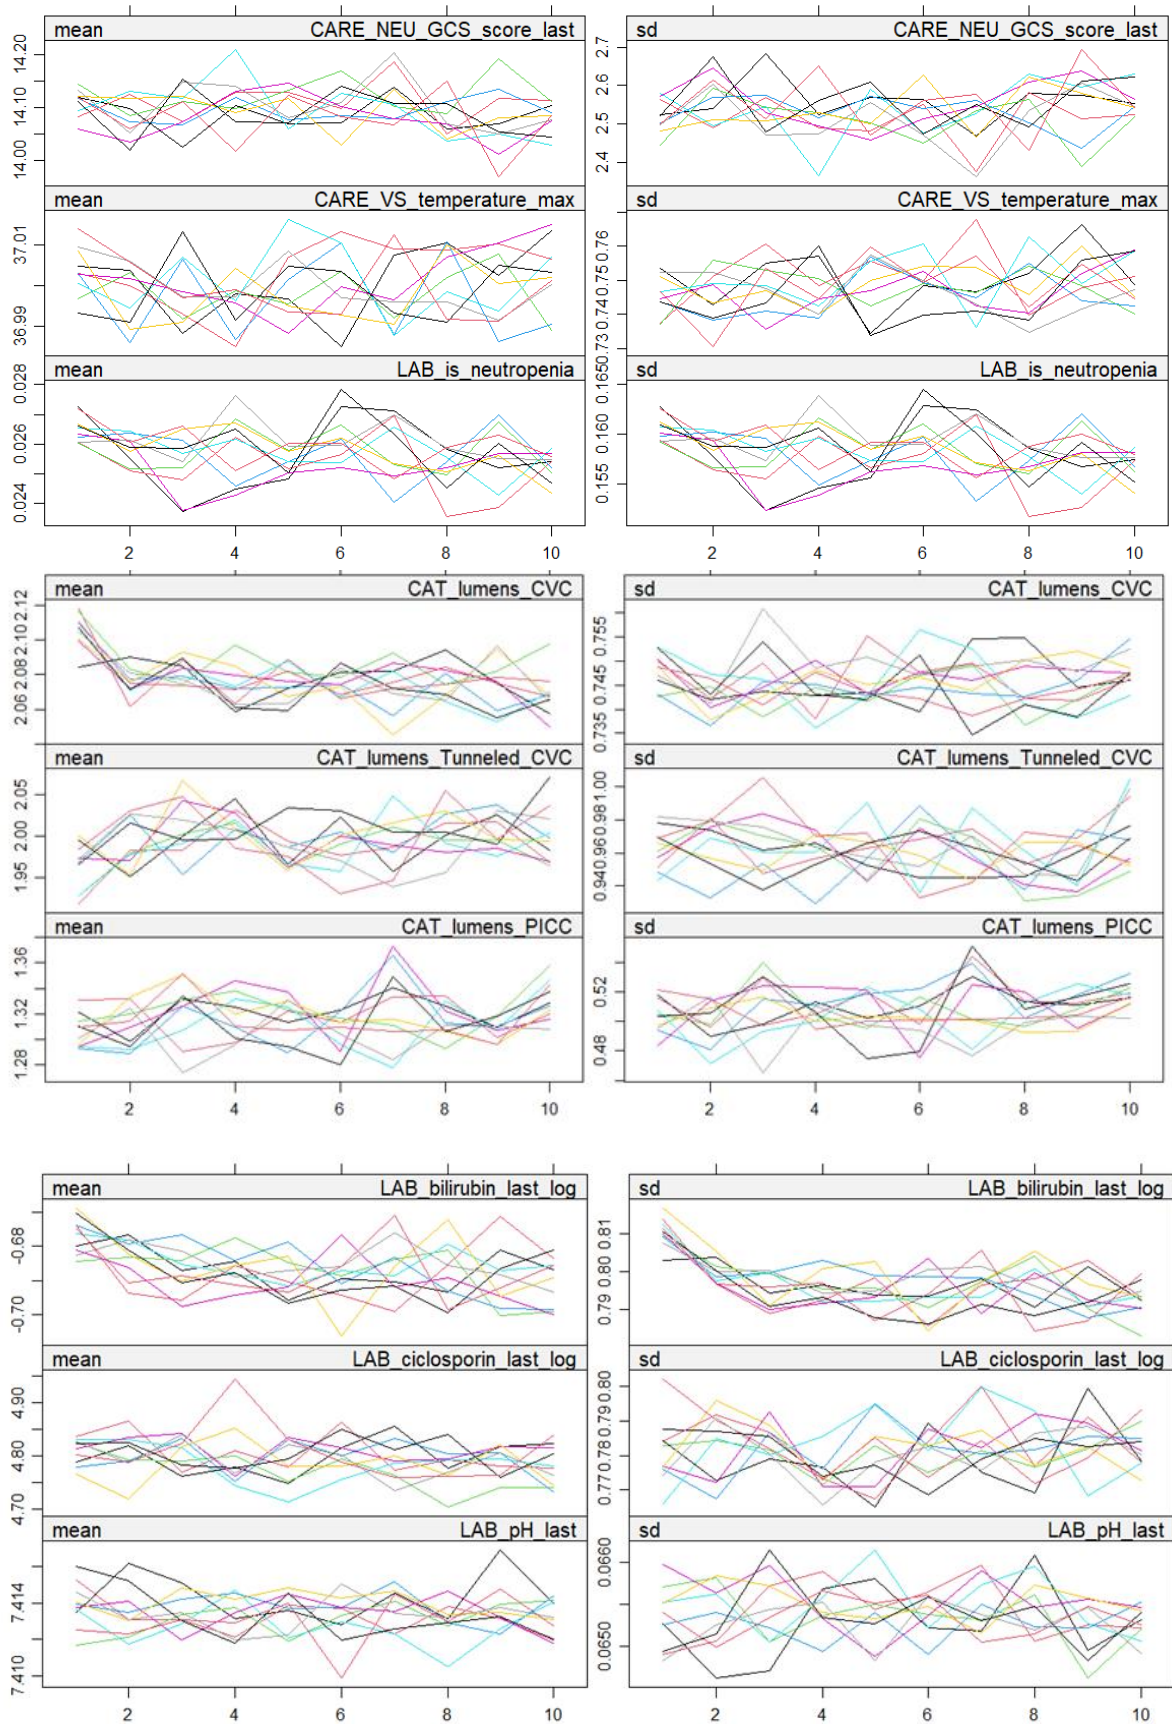 mean CARE_NEU_GCS_score_last sd CARE_NEU_GCS_score_last
14.00 14.10 14.20 2.4 2.5 2.6 2.7
mean CARE_VS_temperature_max sd CARE_VS_temperature_max
36.99 37.01 0.73 0.74 0.75 0.76
mean LAB_is_neutropenia sd LAB_is_neutropenia
0.024 0.026 0.028 0.155 0.160 0.1650
2 4 6 8 10 2 4 6 8 10
mean CAT_lumens_CVC sd CAT_lumens_CVC
2.06 2.08 2.10 2.12 0.735 0.745 0.755
mean CAT_lumens_Tunneled_CVC sd CAT_lumens_Tunneled_CVC
1.95 2.00 2.05 0.94 0.96 0.98 1.00
mean CAT_lumens_PICC sd CAT_lumens_PICC
1.28 1.32 1.36 0.48 0.52
2 4 6 8 10 2 4 6 8 10
mean LAB_bilirubin_last_log sd LAB_bilirubin_last_log
-0.70 -0.68 0.79 0.80 0.81
mean LAB_ciclosporin_last_log sd LAB_ciclosporin_last_log
4.70 4.80 4.90 0.77 0.78 0.79 0.80
mean LAB_pH_last sd LAB_pH_last
7.410 7.414 0.0650 0.0660
2 4 6 8 10 2 4 6 8 10